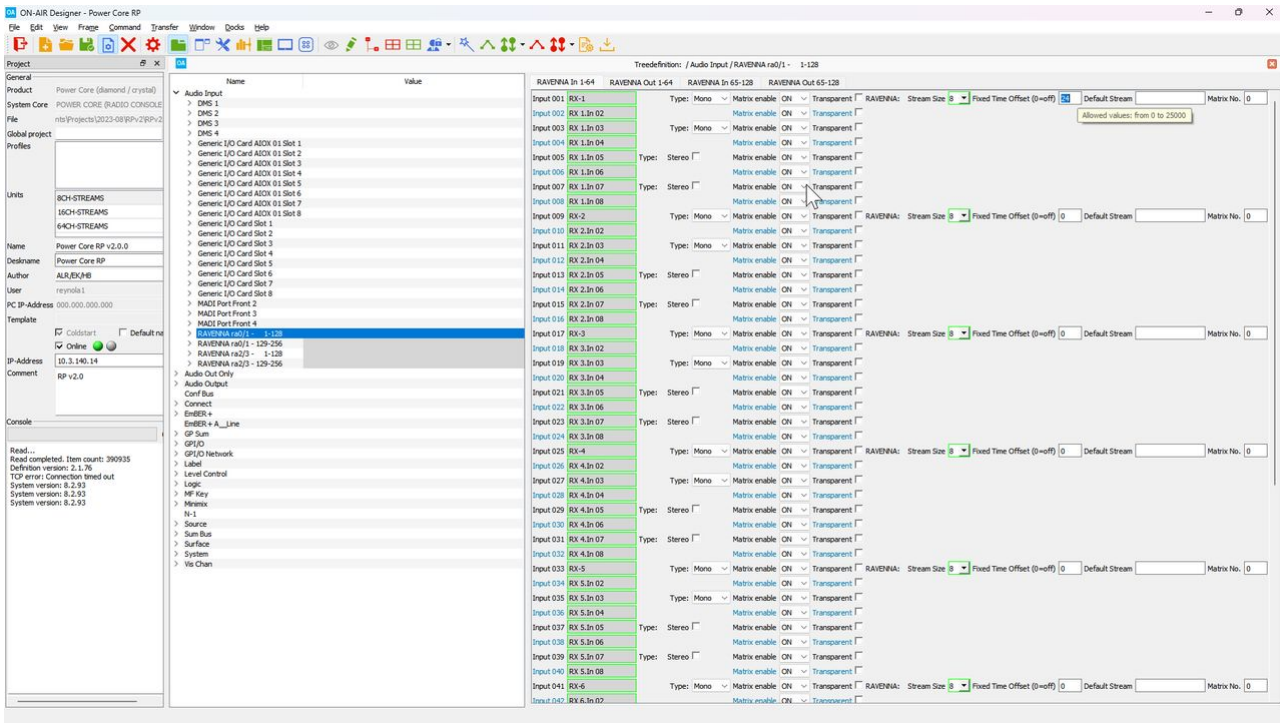 OA ON-AIR Designer - Power Core RP
File Edit View Frame Command Transfer Window Docks Help
Project
OA
Treedefinition: / Audio Input / RAVENNA ra0/1 - 1-128
General
Product Power Core (diamond / crystal)
System Core POWER CORE (RADIO CONSOLE
File nts\Projects\2023-08\RPv2\RPv2
Global project
Profiles
Units
8CH-STREAMS
16CH-STREAMS
64CH-STREAMS
Name Power Core RP v2.0.0
Deskname Power Core RP
Author ALR/EK/HB
User reynola1
PC IP-Address 000.000.000.000
Template
Coldstart Default na
Online
IP-Address 10.3.140.14
Comment RP v2.0
Console
Read...
Read completed. Item count: 390935
Definition version: 2.1.76
TCP error: Connection timed out
System version: 8.2.93
System version: 8.2.93
System version: 8.2.93
Name Value
Audio Input
DMS 1
DMS 2
DMS 3
DMS 4
Generic I/O Card AIOX 01 Slot 1
Generic I/O Card AIOX 01 Slot 2
Generic I/O Card AIOX 01 Slot 3
Generic I/O Card AIOX 01 Slot 4
Generic I/O Card AIOX 01 Slot 5
Generic I/O Card AIOX 01 Slot 6
Generic I/O Card AIOX 01 Slot 7
Generic I/O Card AIOX 01 Slot 8
Generic I/O Card Slot 1
Generic I/O Card Slot 2
Generic I/O Card Slot 3
Generic I/O Card Slot 4
Generic I/O Card Slot 5
Generic I/O Card Slot 6
Generic I/O Card Slot 7
Generic I/O Card Slot 8
MADI Port Front 2
MADI Port Front 3
MADI Port Front 4
RAVENNA ra0/1 - 1-128
RAVENNA ra0/1 - 129-256
RAVENNA ra2/3 - 1-128
RAVENNA ra2/3 - 129-256
Audio Out Only
Audio Output
Conf Bus
Connect
EmBER+
EmBER+ A__Line
GP Sum
GPI/O
GPI/O Network
Label
Level Control
Logic
MF Key
Minimix
N-1
Source
Sum Bus
Surface
System
Vis Chan
RAVENNA In 1-64 RAVENNA Out 1-64 RAVENNA In 65-128 RAVENNA Out 65-128
Input 001 RX-1 Type: Mono Matrix enable ON Transparent RAVENNA: Stream Size 8 Fixed Time Offset (0=off) 24 Default Stream Matrix No. 0
Allowed values: from 0 to 25000
Input 002 RX 1.In 02 Matrix enable ON Transparent
Input 003 RX 1.In 03 Type: Mono Matrix enable ON Transparent
Input 004 RX 1.In 04 Matrix enable ON Transparent
Input 005 RX 1.In 05 Type: Stereo Matrix enable ON Transparent
Input 006 RX 1.In 06 Matrix enable ON Transparent
Input 007 RX 1.In 07 Type: Stereo Matrix enable ON Transparent
Input 008 RX 1.In 08 Matrix enable ON Transparent
Input 009 RX-2 Type: Mono Matrix enable ON Transparent RAVENNA: Stream Size 8 Fixed Time Offset (0=off) 0 Default Stream Matrix No. 0
Input 010 RX 2.In 02 Matrix enable ON Transparent
Input 011 RX 2.In 03 Type: Mono Matrix enable ON Transparent
Input 012 RX 2.In 04 Matrix enable ON Transparent
Input 013 RX 2.In 05 Type: Stereo Matrix enable ON Transparent
Input 014 RX 2.In 06 Matrix enable ON Transparent
Input 015 RX 2.In 07 Type: Stereo Matrix enable ON Transparent
Input 016 RX 2.In 08 Matrix enable ON Transparent
Input 017 RX-3 Type: Mono Matrix enable ON Transparent RAVENNA: Stream Size 8 Fixed Time Offset (0=off) 0 Default Stream Matrix No. 0
Input 018 RX 3.In 02 Matrix enable ON Transparent
Input 019 RX 3.In 03 Type: Mono Matrix enable ON Transparent
Input 020 RX 3.In 04 Matrix enable ON Transparent
Input 021 RX 3.In 05 Type: Stereo Matrix enable ON Transparent
Input 022 RX 3.In 06 Matrix enable ON Transparent
Input 023 RX 3.In 07 Type: Stereo Matrix enable ON Transparent
Input 024 RX 3.In 08 Matrix enable ON Transparent
Input 025 RX-4 Type: Mono Matrix enable ON Transparent RAVENNA: Stream Size 8 Fixed Time Offset (0=off) 0 Default Stream Matrix No. 0
Input 026 RX 4.In 02 Matrix enable ON Transparent
Input 027 RX 4.In 03 Type: Mono Matrix enable ON Transparent
Input 028 RX 4.In 04 Matrix enable ON Transparent
Input 029 RX 4.In 05 Type: Stereo Matrix enable ON Transparent
Input 030 RX 4.In 06 Matrix enable ON Transparent
Input 031 RX 4.In 07 Type: Stereo Matrix enable ON Transparent
Input 032 RX 4.In 08 Matrix enable ON Transparent
Input 033 RX-5 Type: Mono Matrix enable ON Transparent RAVENNA: Stream Size 8 Fixed Time Offset (0=off) 0 Default Stream Matrix No. 0
Input 034 RX 5.In 02 Matrix enable ON Transparent
Input 035 RX 5.In 03 Type: Mono Matrix enable ON Transparent
Input 036 RX 5.In 04 Matrix enable ON Transparent
Input 037 RX 5.In 05 Type: Stereo Matrix enable ON Transparent
Input 038 RX 5.In 06 Matrix enable ON Transparent
Input 039 RX 5.In 07 Type: Stereo Matrix enable ON Transparent
Input 040 RX 5.In 08 Matrix enable ON Transparent
Input 041 RX-6 Type: Mono Matrix enable ON Transparent RAVENNA: Stream Size 8 Fixed Time Offset (0=off) 0 Default Stream Matrix No. 0
Input 042 RX 6.In 02 Matrix enable ON Transparent